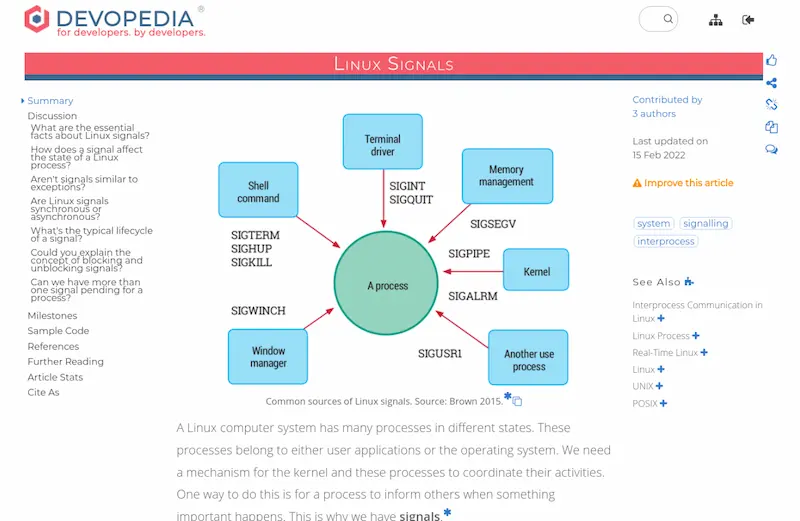 DEVOPEDIA®
for developers. by developers.
Linux Signals
Summary
Discussion
What are the essential
facts about Linux signals?
How does a signal affect
the state of a Linux
process?
Aren't signals similar to
exceptions?
Are Linux signals
synchronous or
asynchronous?
What's the typical lifecycle
of a signal?
Could you explain the
concept of blocking and
unblocking signals?
Can we have more than
one signal pending for a
process?
Milestones
Sample Code
References
Further Reading
Article Stats
Cite As
Terminal
driver
Shell
command
Memory
management
SIGINT
SIGQUIT
SIGTERM
SIGHUP
SIGKILL
SIGSEGV
SIGPIPE
Kernel
A process
SIGALRM
SIGWINCH
SIGUSR1
Window
manager
Another use
process
Common sources of Linux signals. Source: Brown 2015.
A Linux computer system has many processes in different states. These
processes belong to either user applications or the operating system. We need
a mechanism for the kernel and these processes to coordinate their activities.
One way to do this is for a process to inform others when something
important happens. This is why we have signals.
Contributed by
3 authors
Last updated on
15 Feb 2022
Improve this article
system signalling
interprocess
See Also
Interprocess Communication in
Linux
Linux Process
Real-Time Linux
Linux
UNIX
POSIX